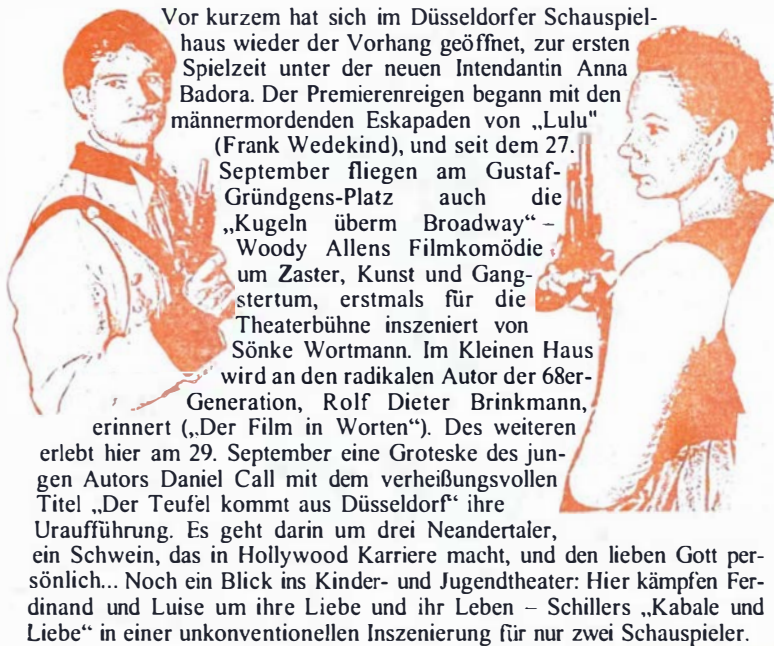 Vor kurzem hat sich im Düsseldorfer Schauspiel-
haus wieder der Vorhang geöffnet, zur ersten
Spielzeit unter der neuen Intendantin Anna
Badora. Der Premierenreigen begann mit den
männermordenden Eskapaden von „Lulu"
(Frank Wedekind), und seit dem 27.
September fliegen am Gustaf-
Gründgens-Platz auch die
„Kugeln überm Broadway“ –
Woody Allens Filmkomödie
um Zaster, Kunst und Gang-
stertum, erstmals für die
Theaterbühne inszeniert von
Sönke Wortmann. Im Kleinen Haus
wird an den radikalen Autor der 68er-
Generation, Rolf Dieter Brinkmann,
erinnert („Der Film in Worten“). Des weiteren
erlebt hier am 29. September eine Groteske des jun-
gen Autors Daniel Call mit dem verheißungsvollen
Titel „Der Teufel kommt aus Düsseldorf“ ihre
Uraufführung. Es geht darin um drei Neandertaler,
ein Schwein, das in Hollywood Karriere macht, und den lieben Gott per-
sönlich... Noch ein Blick ins Kinder- und Jugendtheater: Hier kämpfen Fer-
dinand und Luise um ihre Liebe und ihr Leben – Schillers „Kabale und
Liebe“ in einer unkonventionellen Inszenierung für nur zwei Schauspieler.